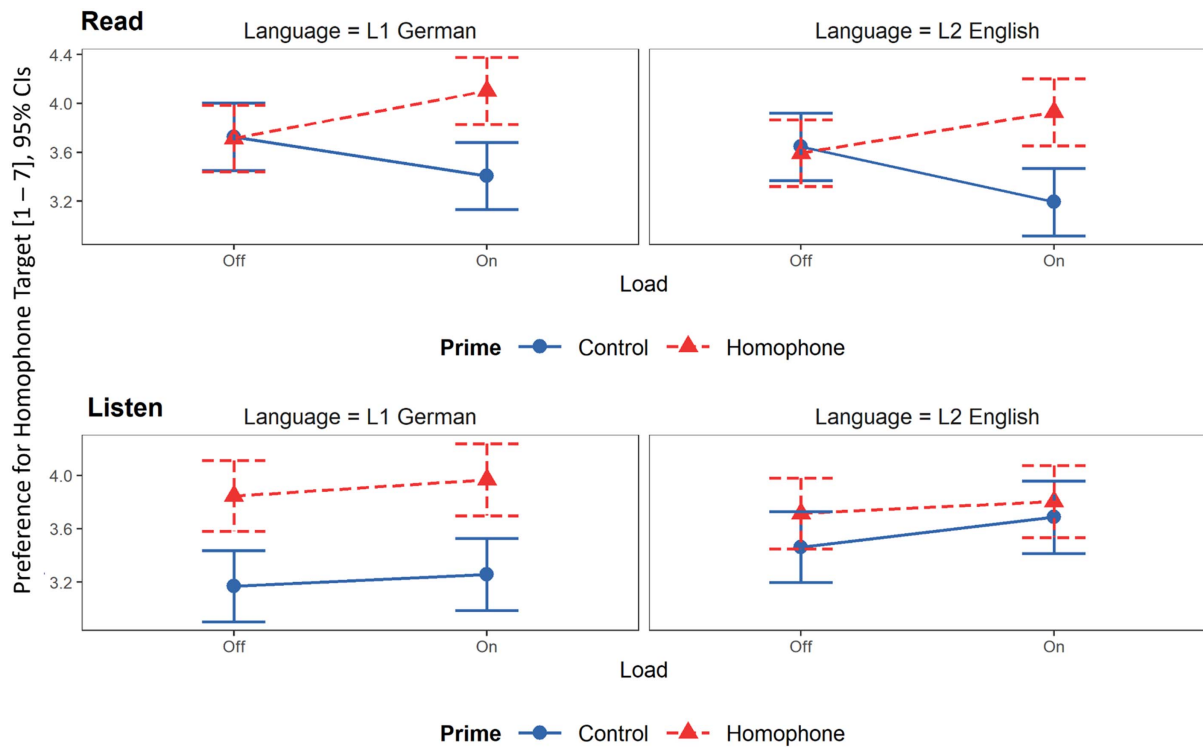 Read
Language = L1 German
Language = L2 English
Preference for Homophone Target [1 – 7], 95% CIs
4.4
4.0
3.6
3.2
Off
On
Off
On
Load
Load
Prime Control Homophone
Listen
Language = L1 German
Language = L2 English
4.0
3.6
3.2
Off
On
Off
On
Load
Load
Prime Control Homophone